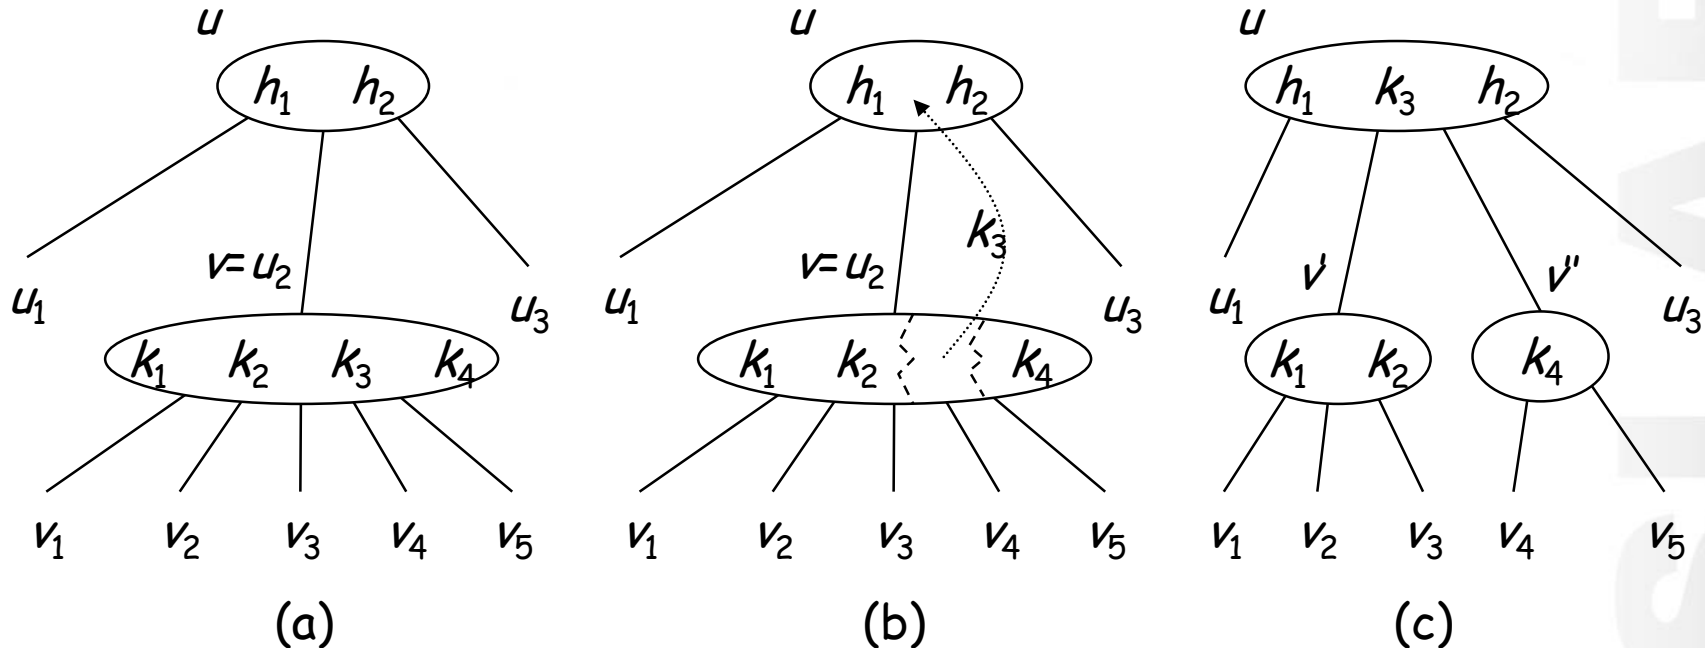 u u u
h₁ h₂ h₁ h₂ h₁ k₃ h₂
k₃
v=u₂ v=u₂ v' v''
u₁ u₃ u₁ u₃ u₁ u₃
k₁ k₂ k₃ k₄ k₁ k₂ k₄ k₁ k₂ k₄
v₁ v₂ v₃ v₄ v₅ v₁ v₂ v₃ v₄ v₅ v₁ v₂ v₃ v₄ v₅
(a) (b) (c)